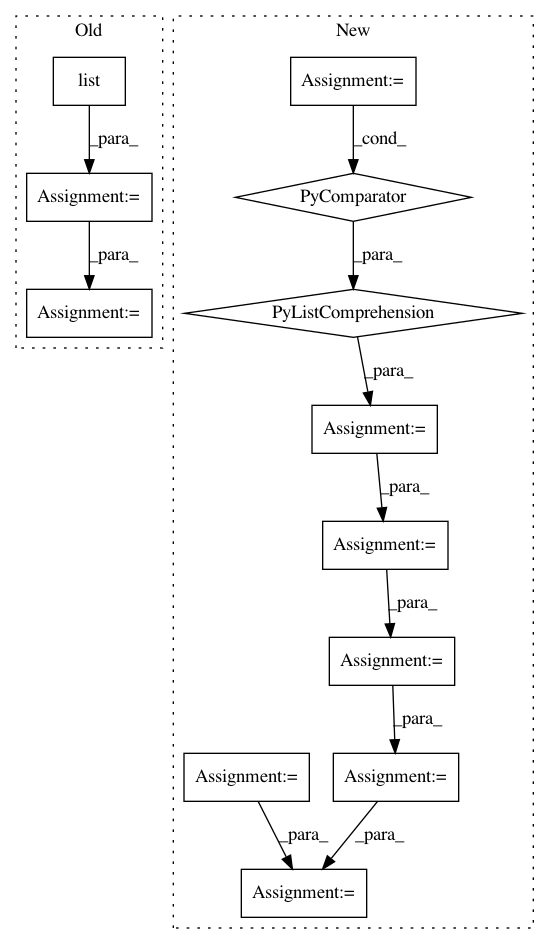 Old
list
_para_
Assignment:=
_para_
Assignment:=
New
Assignment:=
_cond_
PyComparator
_para_
PyListComprehension
_para_
Assignment:=
_para_
Assignment:=
_para_
Assignment:=
_para_
Assignment:=
Assignment:=
_para_
_para_
Assignment:=